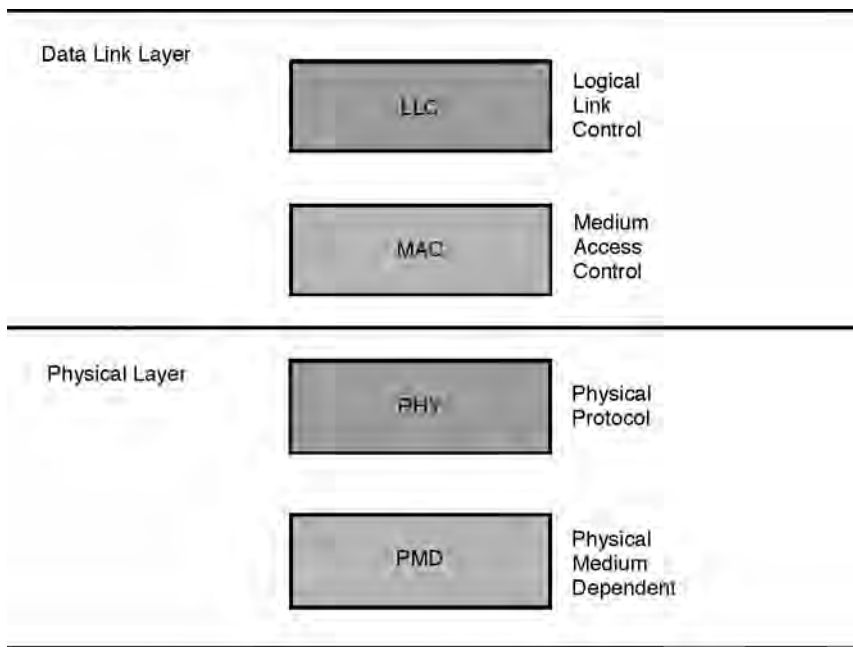 Data Link Layer
LLC
Logical
Link
Control
MAC
Medium
Access
Control
Physical Layer
PHY
Physical
Protocol
PMD
Physical
Medium
Dependent